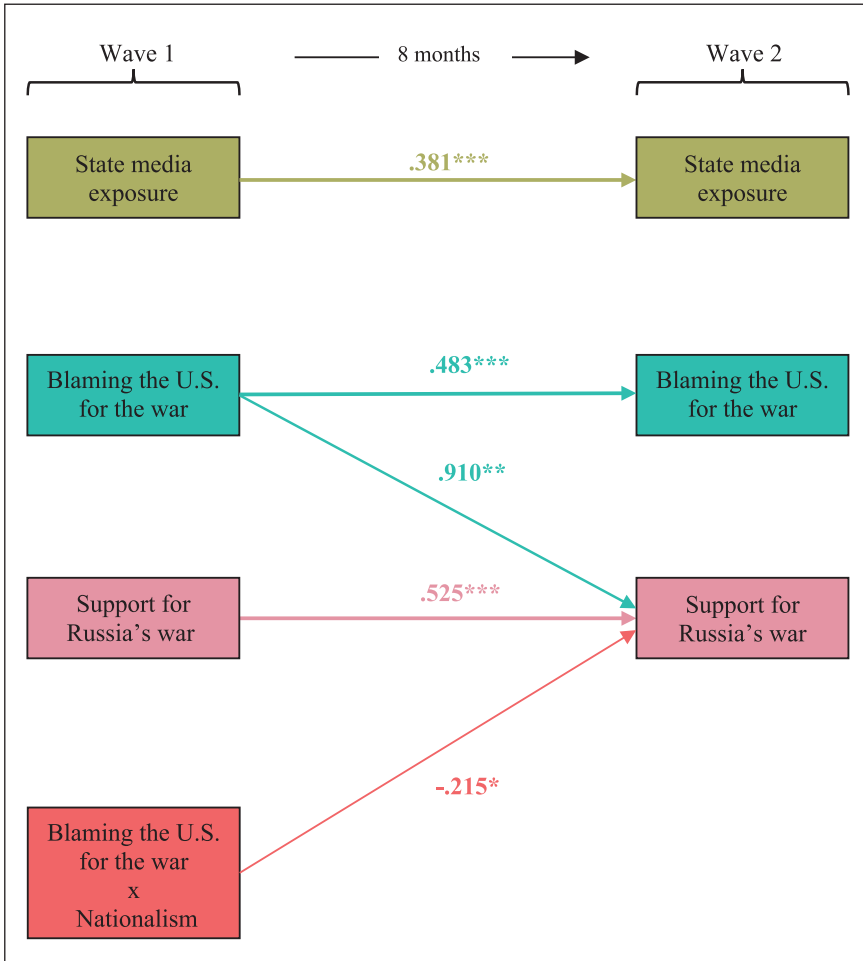 Wave 1
8 months
Wave 2
State media
exposure
.381***
State media
exposure
Blaming the U.S.
for the war
.483***
Blaming the U.S.
for the war
.910**
Support for
Russia’s war
.525***
Support for
Russia’s war
-.215*
Blaming the U.S.
for the war
x
Nationalism